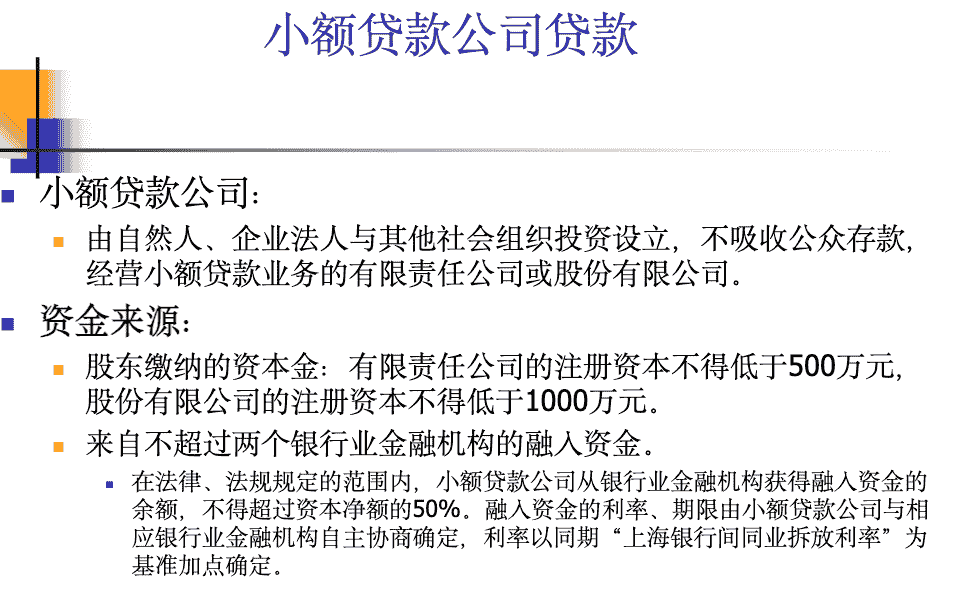 小额贷款公司贷款
小额贷款公司：
由自然人、企业法人与其他社会组织投资设立，不吸收公众存款，
经营小额贷款业务的有限责任公司或股份有限公司。
资金来源：
股东缴纳的资本金：有限责任公司的注册资本不得低于500万元，
股份有限公司的注册资本不得低于1000万元。
来自不超过两个银行业金融机构的融入资金。
在法律、法规规定的范围内，小额贷款公司从银行业金融机构获得融入资金的
余额，不得超过资本净额的50%。融入资金的利率、期限由小额贷款公司与相
应银行业金融机构自主协商确定，利率以同期“上海银行间同业拆放利率”为
基准加点确定。